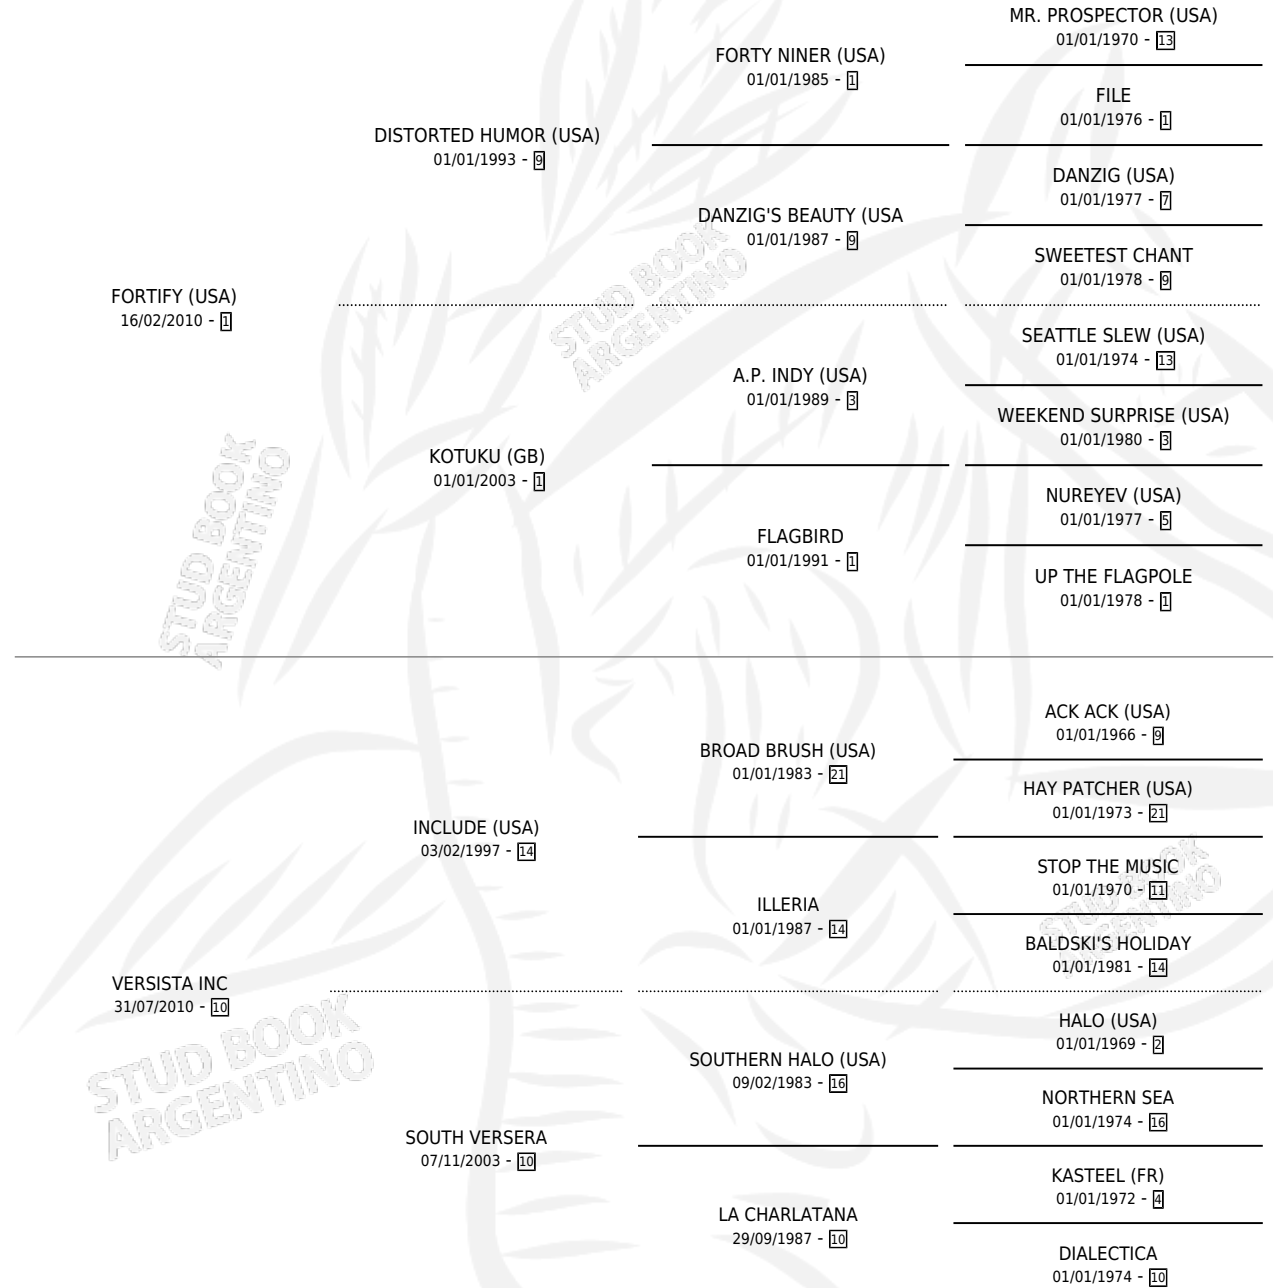 MR. PROSPECTOR (USA)
01/01/1970 - 13
FORTY NINER (USA)
01/01/1985 - 1
FILE
01/01/1976 - 1
DISTORTED HUMOR (USA)
01/01/1993 - 9
DANZIG (USA)
01/01/1977 - 7
DANZIG'S BEAUTY (USA
01/01/1987 - 9
SWEETEST CHANT
01/01/1978 - 9
FORTIFY (USA)
16/02/2010 - 1
STUD BOOK
ARGENTINO
SEATTLE SLEW (USA)
01/01/1974 - 13
A.P. INDY (USA)
01/01/1989 - 3
WEEKEND SURPRISE (USA)
01/01/1980 - 3
KOTUKU (GB)
01/01/2003 - 1
NUREYEV (USA)
01/01/1977 - 5
FLAGBIRD
01/01/1991 - 1
UP THE FLAGPOLE
01/01/1978 - 1
STUD BOOK
ARGENTINO
ACK ACK (USA)
01/01/1966 - 9
BROAD BRUSH (USA)
01/01/1983 - 21
HAY PATCHER (USA)
01/01/1973 - 21
INCLUDE (USA)
03/02/1997 - 14
STOP THE MUSIC
01/01/1970 - 11
ILLERIA
01/01/1987 - 14
BALDSKI'S HOLIDAY
01/01/1981 - 14
STUD BOOK
ARGENTINO
VERSISTA INC
31/07/2010 - 10
HALO (USA)
01/01/1969 - 2
SOUTHERN HALO (USA)
09/02/1983 - 16
NORTHERN SEA
01/01/1974 - 16
STUD BOOK
ARGENTINO
SOUTH VERSERA
07/11/2003 - 10
KASTEEL (FR)
01/01/1972 - 4
LA CHARLATANA
29/09/1987 - 10
DIALECTICA
01/01/1974 - 10